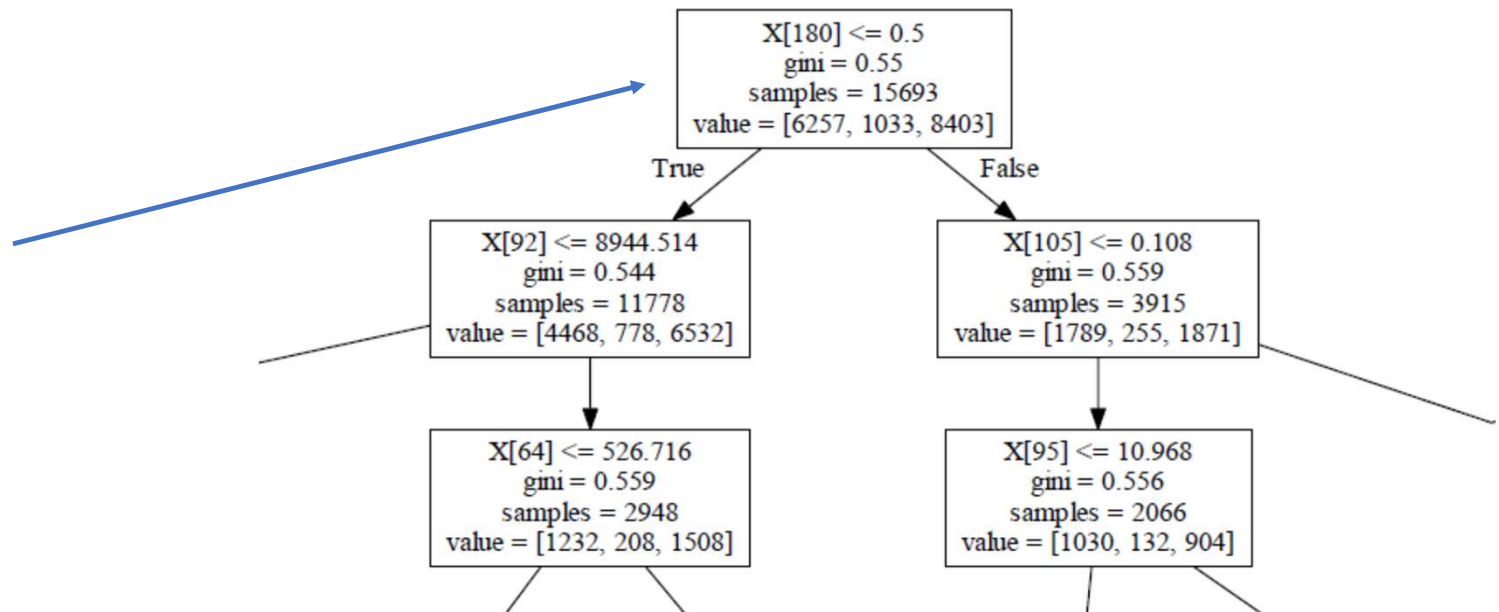 X[180] <= 0.5
gini = 0.55
samples = 15693
value = [6257, 1033, 8403]
True
False
X[92] <= 8944.514
gini = 0.544
samples = 11778
value = [4468, 778, 6532]
X[105] <= 0.108
gini = 0.559
samples = 3915
value = [1789, 255, 1871]
X[64] <= 526.716
gini = 0.559
samples = 2948
value = [1232, 208, 1508]
X[95] <= 10.968
gini = 0.556
samples = 2066
value = [1030, 132, 904]